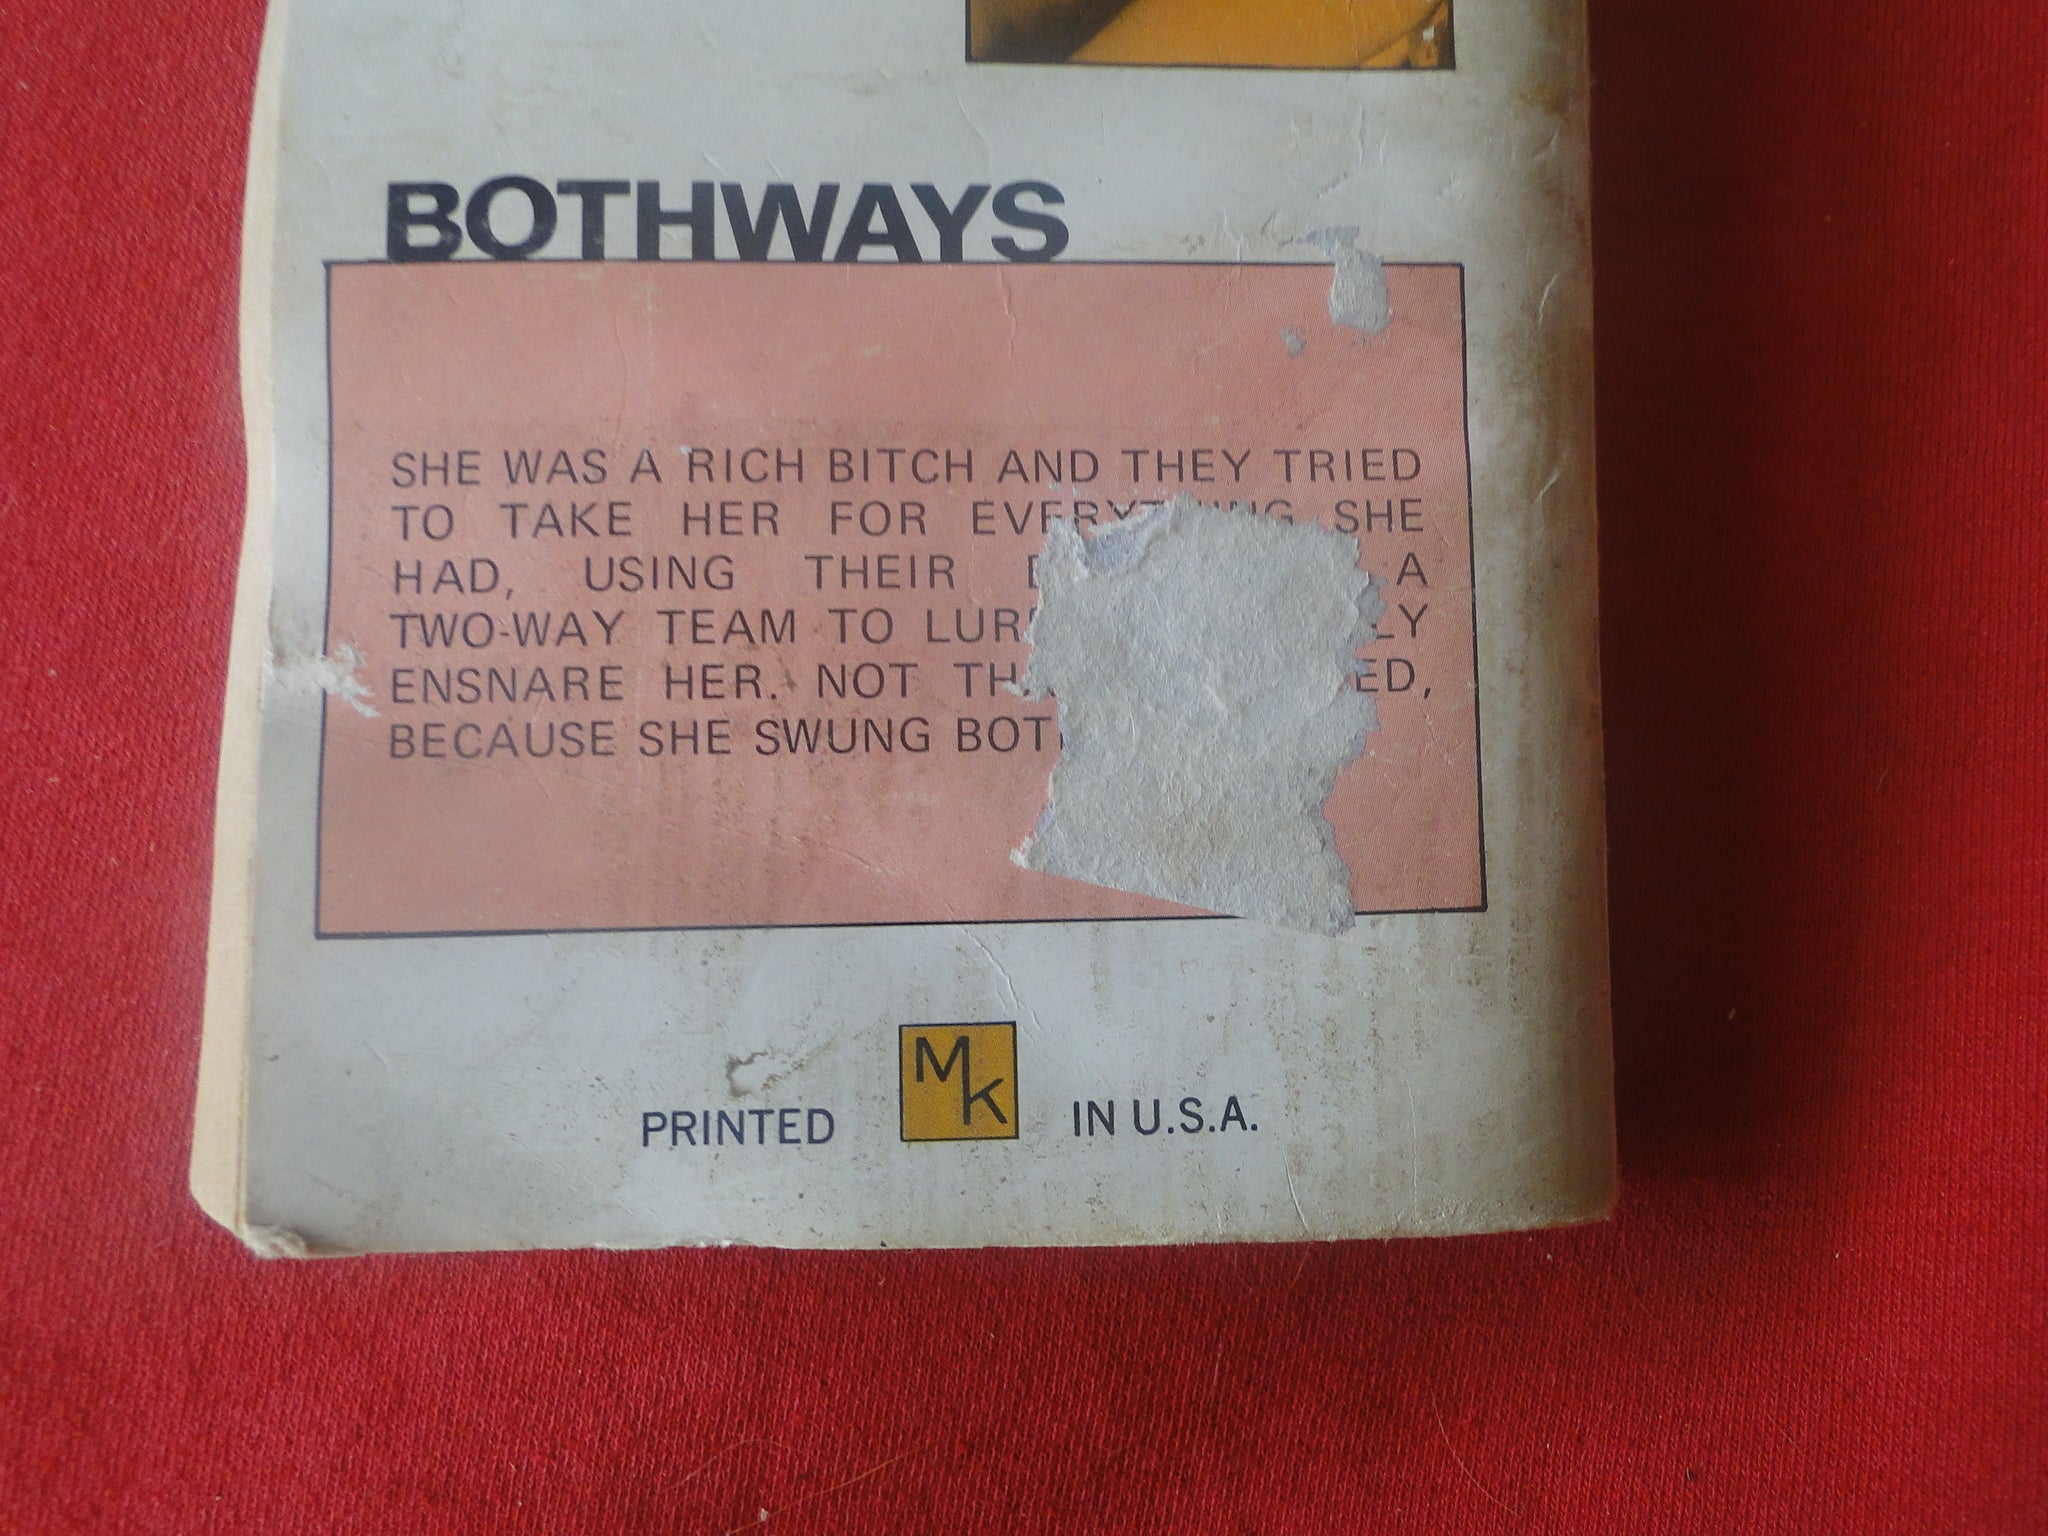 BOTHWAYS
SHE WAS A RICH BITCH AND THEY TRIED
TO TAKE HER FOR EVERYTHING SHE
HAD, USING THEIR A
TWO-WAY TEAM TO
ENSNARE HER. NOT
BECAUSE SHE SWUNG
MK
PRINTED IN U.S.A.